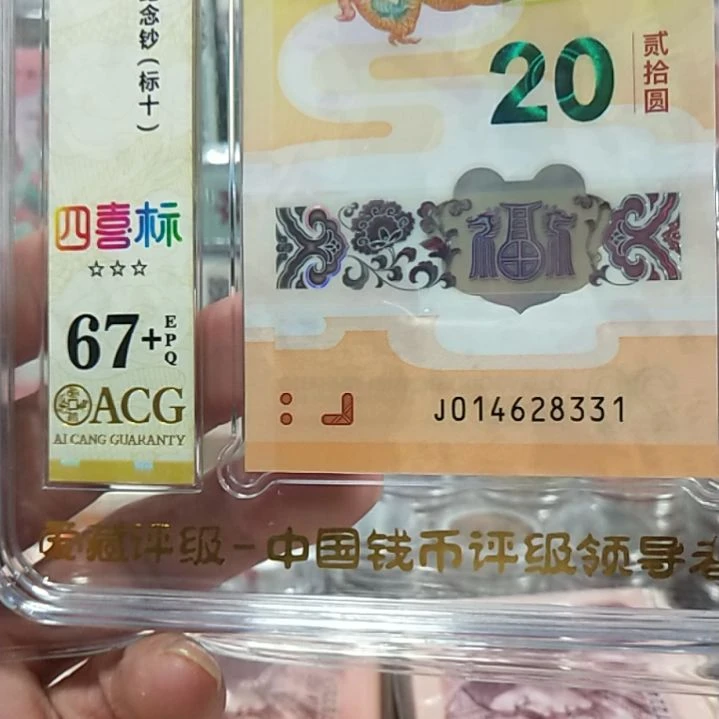 念钞(标十)
四喜标
☆☆☆
67+
EPQ
ACG
AI CANG GUARANTY
20
贰拾圆
福
J014628331
爱藏评级-中国钱币评级领导者